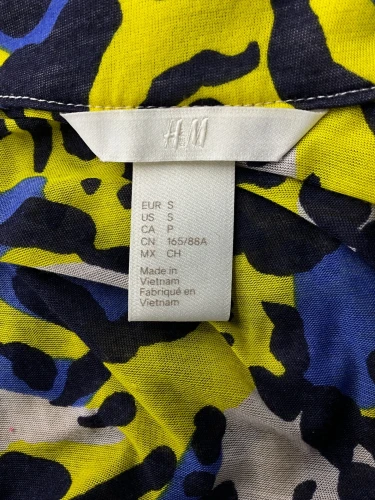 H&M
EUR S
US S
CA P
CN 165/88A
MX CH
Made in
Vietnam
Fabriqué en
Vietnam